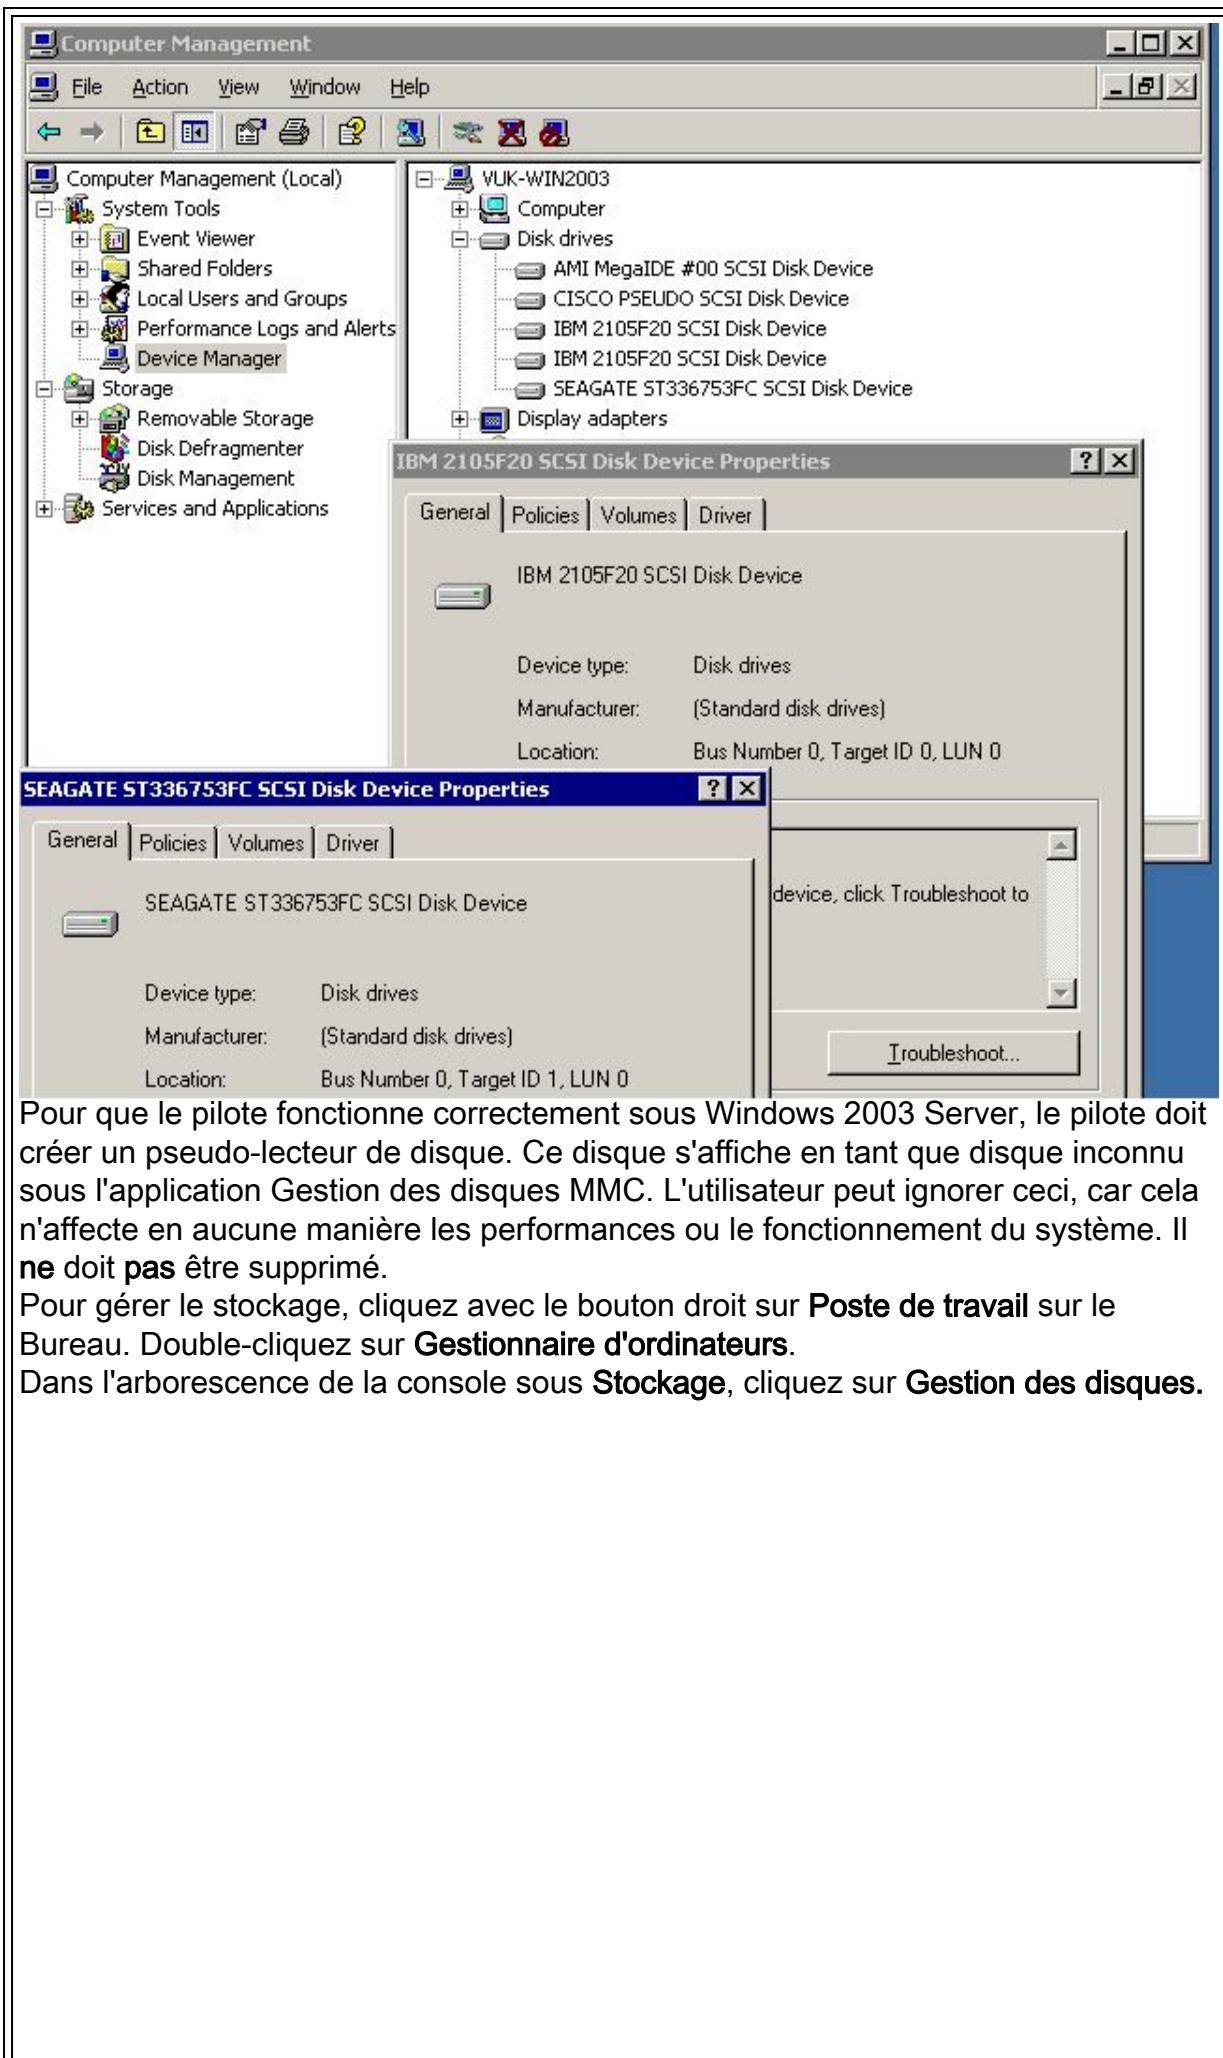 Computer Management
File Action View Window Help
Computer Management (Local)
System Tools
Event Viewer
Shared Folders
Local Users and Groups
Performance Logs and Alerts
Device Manager
Storage
Removable Storage
Disk Defragmenter
Disk Management
Services and Applications
VUK-WIN2003
Computer
Disk drives
AMI MegaIDE #00 SCSI Disk Device
CISCO PSEUDO SCSI Disk Device
IBM 2105F20 SCSI Disk Device
IBM 2105F20 SCSI Disk Device
SEAGATE ST336753FC SCSI Disk Device
Display adapters
IBM 2105F20 SCSI Disk Device Properties
General Policies Volumes Driver
IBM 2105F20 SCSI Disk Device
Device type: Disk drives
Manufacturer: (Standard disk drives)
Location: Bus Number 0, Target ID 0, LUN 0
device, click Troubleshoot to
Troubleshoot...
SEAGATE ST336753FC SCSI Disk Device Properties
General Policies Volumes Driver
SEAGATE ST336753FC SCSI Disk Device
Device type: Disk drives
Manufacturer: (Standard disk drives)
Location: Bus Number 0, Target ID 1, LUN 0
Pour que le pilote fonctionne correctement sous Windows 2003 Server, le pilote doit
créer un pseudo-lecteur de disque. Ce disque s'affiche en tant que disque inconnu
sous l'application Gestion des disques MMC. L'utilisateur peut ignorer ceci, car cela
n'affecte en aucune manière les performances ou le fonctionnement du système. Il
ne doit pas être supprimé.
Pour gérer le stockage, cliquez avec le bouton droit sur Poste de travail sur le
Bureau. Double-cliquez sur Gestionnaire d'ordinateurs.
Dans l'arborescence de la console sous Stockage, cliquez sur Gestion des disques.